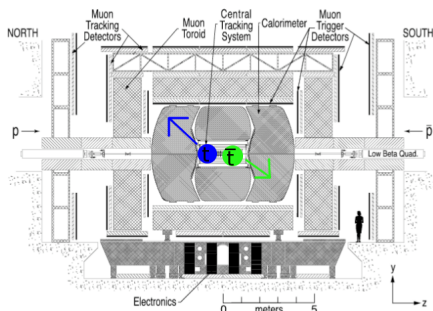 NORTH
Muon
Tracking
Detectors
Muon
Toroid
Central
Tracking
System
Calorimeter
Muon
Trigger
Detectors
SOUTH
p
p̄
t
t̄
Low Beta Quad.
Electronics
0
meters
5
y
z